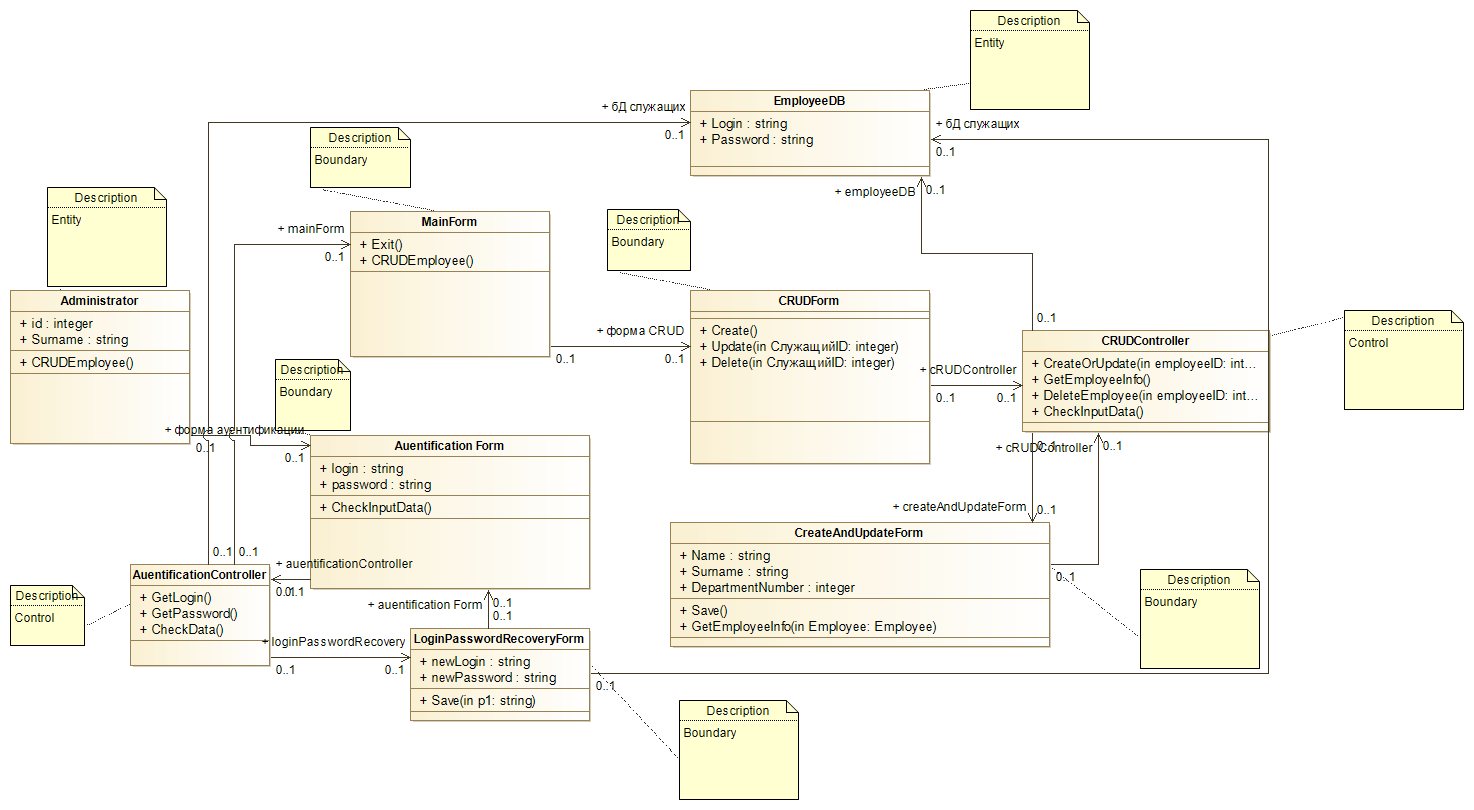 Description
Entity
EmployeeDB
+ Login : string
+ Password : string
+ бД служащих
0..1
+ бД служащих
0..1
+ employeeDB
0..1
Description
Boundary
Description
Entity
MainForm
+ Exit()
+ CRUDEmployee()
+ mainForm
0..1
Description
Boundary
Administrator
+ id : integer
+ Surname : string
+ CRUDEmployee()
CRUDForm
+ Create()
+ Update(in СлужащийID: integer)
+ Delete(in СлужащийID: integer)
+ форма CRUD
0..1
0..1
0..1
CRUDController
+ CreateOrUpdate(in employeeID: int...
+ GetEmployeeInfo()
+ DeleteEmployee(in employeeID: int...
+ CheckInputData()
Description
Control
+ cRUDController
0..1
0..1
Description
Boundary
+ форма аутентификации
0..1
0..1
Auentification Form
+ login : string
+ password : string
+ CheckInputData()
+ cRUDController
0..1
0..1
+ createAndUpdateForm
0..1
CreateAndUpdateForm
+ Name : string
+ Surname : string
+ DepartmentNumber : integer
+ Save()
+ GetEmployeeInfo(in Employee: Employee)
0..1
Description
Boundary
0..1
0..1
+ auentificationController
0..1
0..1
AuentificationController
+ GetLogin()
+ GetPassword()
+ CheckData()
Description
Control
+ auentification Form
0..1
0..1
+ loginPasswordRecovery
0..1
0..1
LoginPasswordRecoveryForm
+ newLogin : string
+ newPassword : string
+ Save(in p1: string)
0..1
Description
Boundary